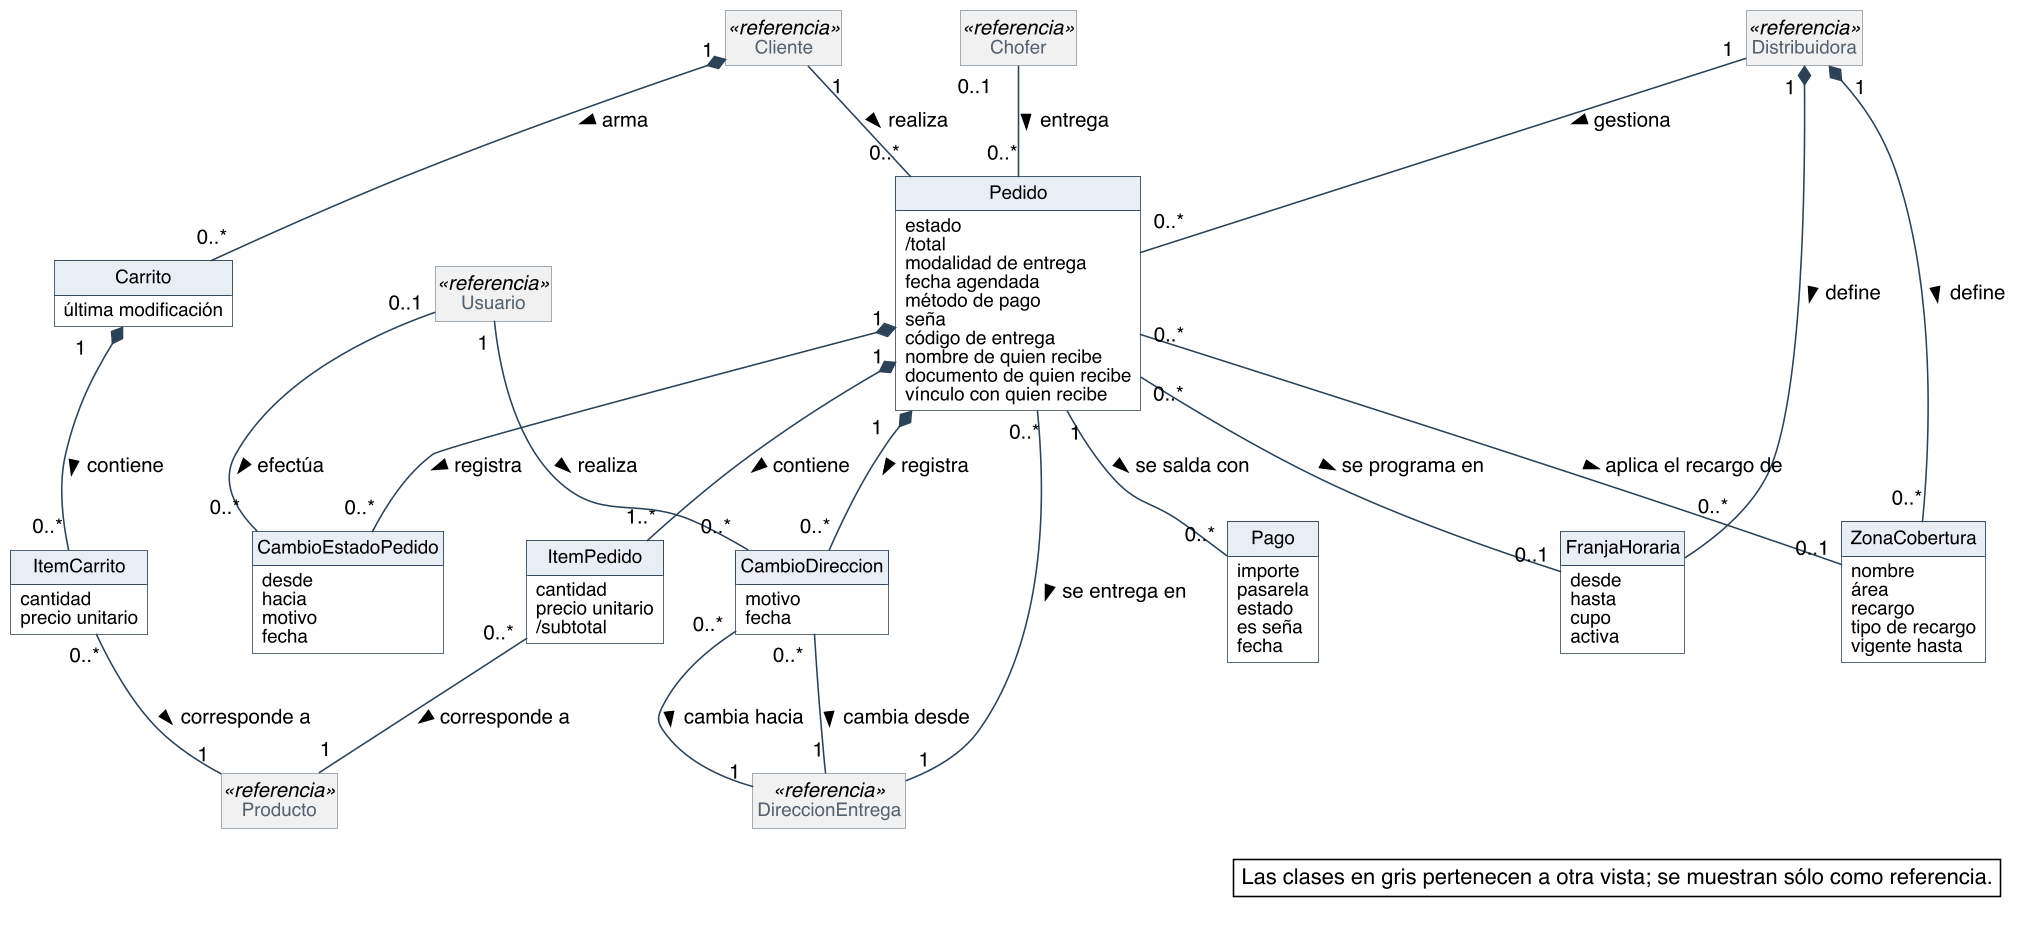 «referencia»
Cliente
«referencia»
Chofer
«referencia»
Distribuidora
1
1
0..1
1
1
1
arma
realiza
entrega
gestiona
0..*
0..*
0..*
0..*
Pedido
estado
/total
modalidad de entrega
fecha agendada
método de pago
seña
código de entrega
nombre de quien recibe
documento de quien recibe
vínculo con quien recibe
Carrito
última modificación
«referencia»
Usuario
0..1
1
1
1
1
1
0..*
0..*
0..*
1
define
define
contiene
efectúa
registra
realiza
contiene
registra
se salda con
se programa en
aplica el recargo de
0..*
0..*
0..*
1..*
0..*
0..*
0..*
0..1
0..*
0..1
0..*
ItemCarrito
cantidad
precio unitario
CambioEstadoPedido
desde
hacia
motivo
fecha
ItemPedido
cantidad
precio unitario
/subtotal
CambioDireccion
motivo
fecha
se entrega en
Pago
importe
pasarela
estado
es seña
fecha
FranjaHoraria
desde
hasta
cupo
activa
ZonaCobertura
nombre
área
recargo
tipo de recargo
vigente hasta
0..*
0..*
0..*
0..*
corresponde a
corresponde a
cambia hacia
cambia desde
1
1
1
1
1
«referencia»
Producto
«referencia»
DireccionEntrega
Las clases en gris pertenecen a otra vista; se muestran sólo como referencia.